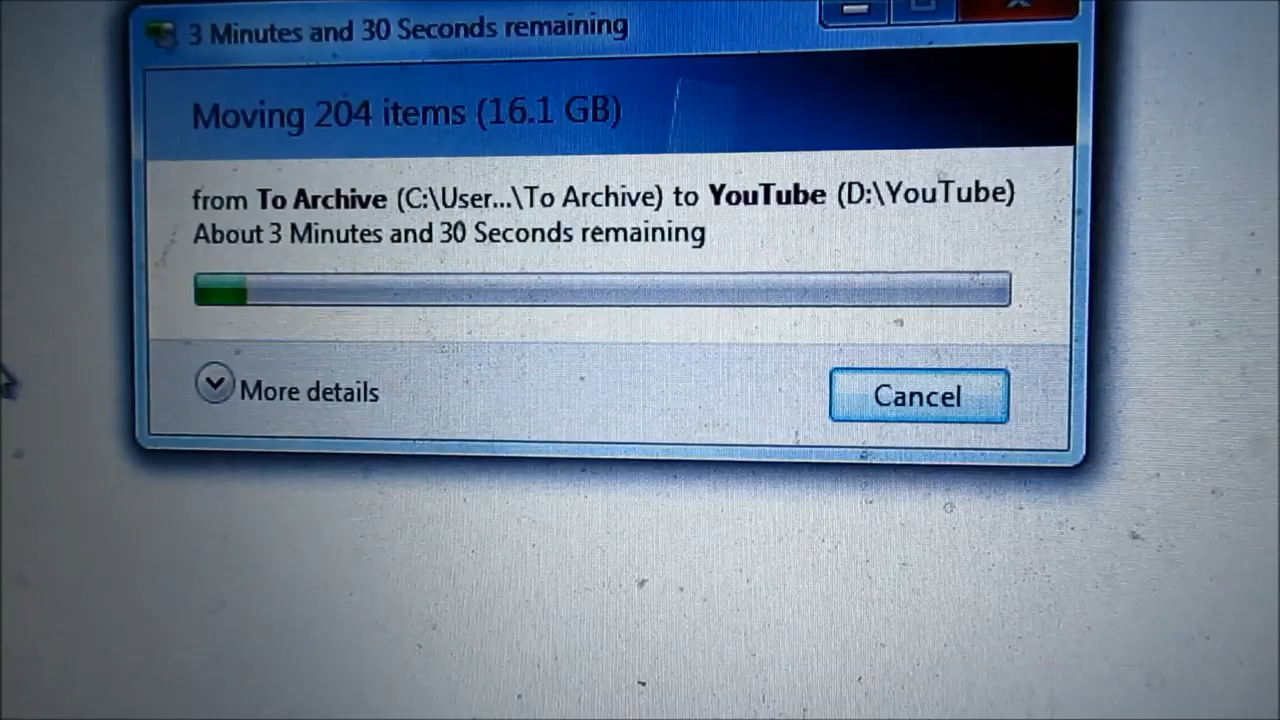 3 Minutes and 30 Seconds remaining
Moving 204 items (16.1 GB)
from To Archive (C:\User...\To Archive) to YouTube (D:\YouTube)
About 3 Minutes and 30 Seconds remaining
More details
Cancel